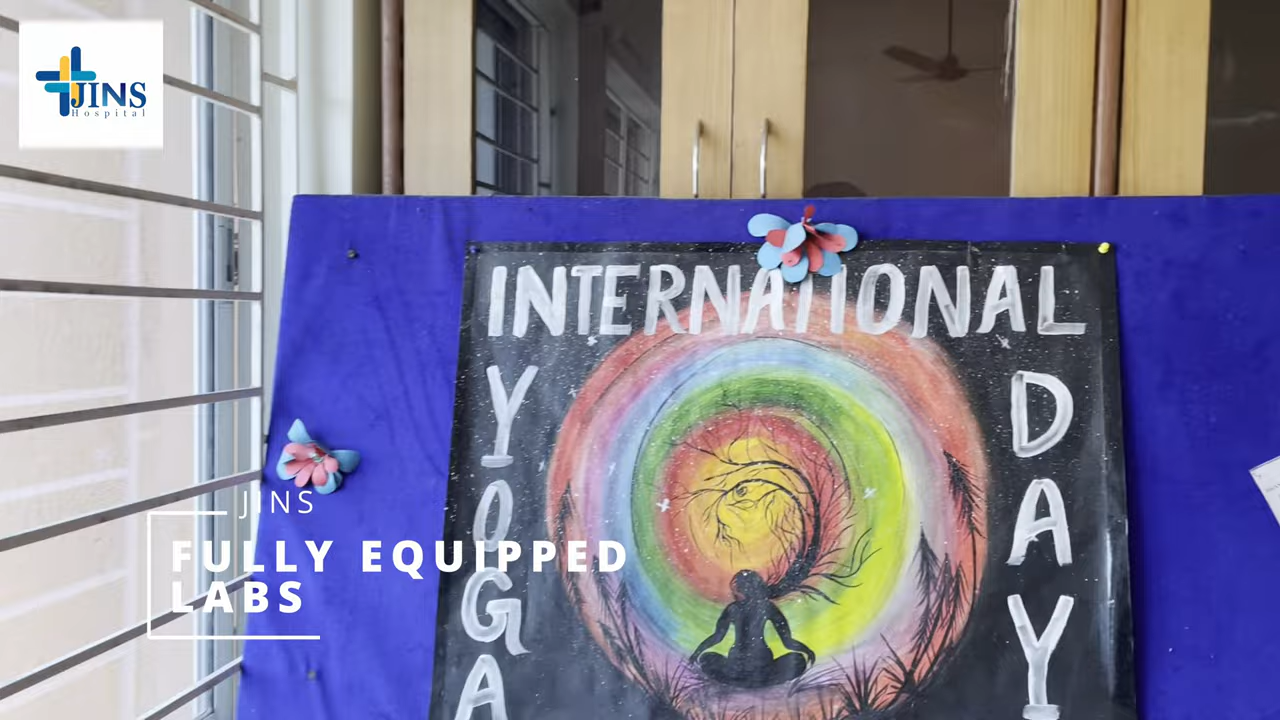 JINS
Hospital
INTERNATIONAL
YOGA
DAY
JINS
FULLY EQUIPPED
LABS